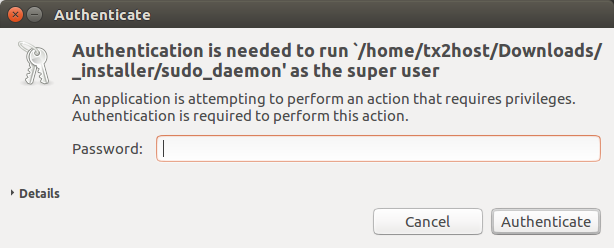 Authenticate
Authentication is needed to run `/home/tx2host/Downloads/
_installer/sudo_daemon' as the super user
An application is attempting to perform an action that requires privileges.
Authentication is required to perform this action.
Password:
Details
Cancel Authenticate